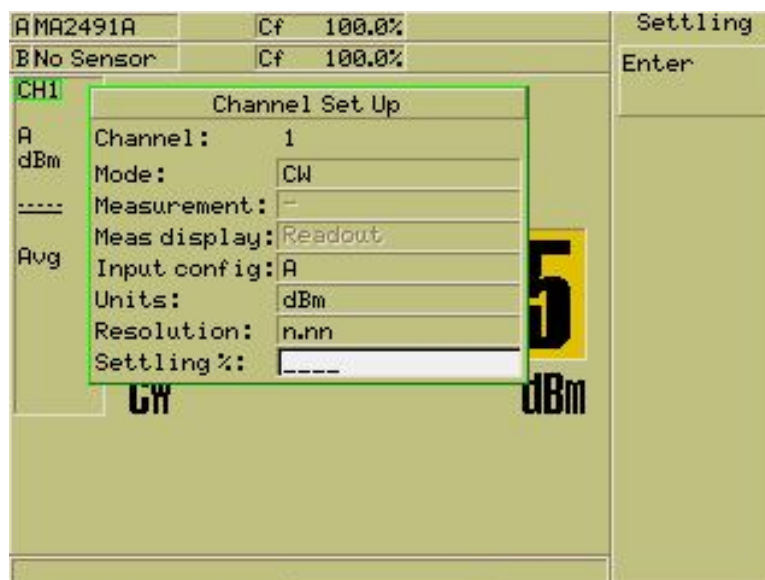 A MA2491A Cf 100.0%
Settling
B No Sensor Cf 100.0%
Enter
CH1
Channel Set Up
A
dBm
-----
Avg
Channel: 1
Mode: CW
Measurement: -
Meas display: Readout
Input config: A
Units: dBm
Resolution: n.nn
Settling %: ____
5
CW
dBm